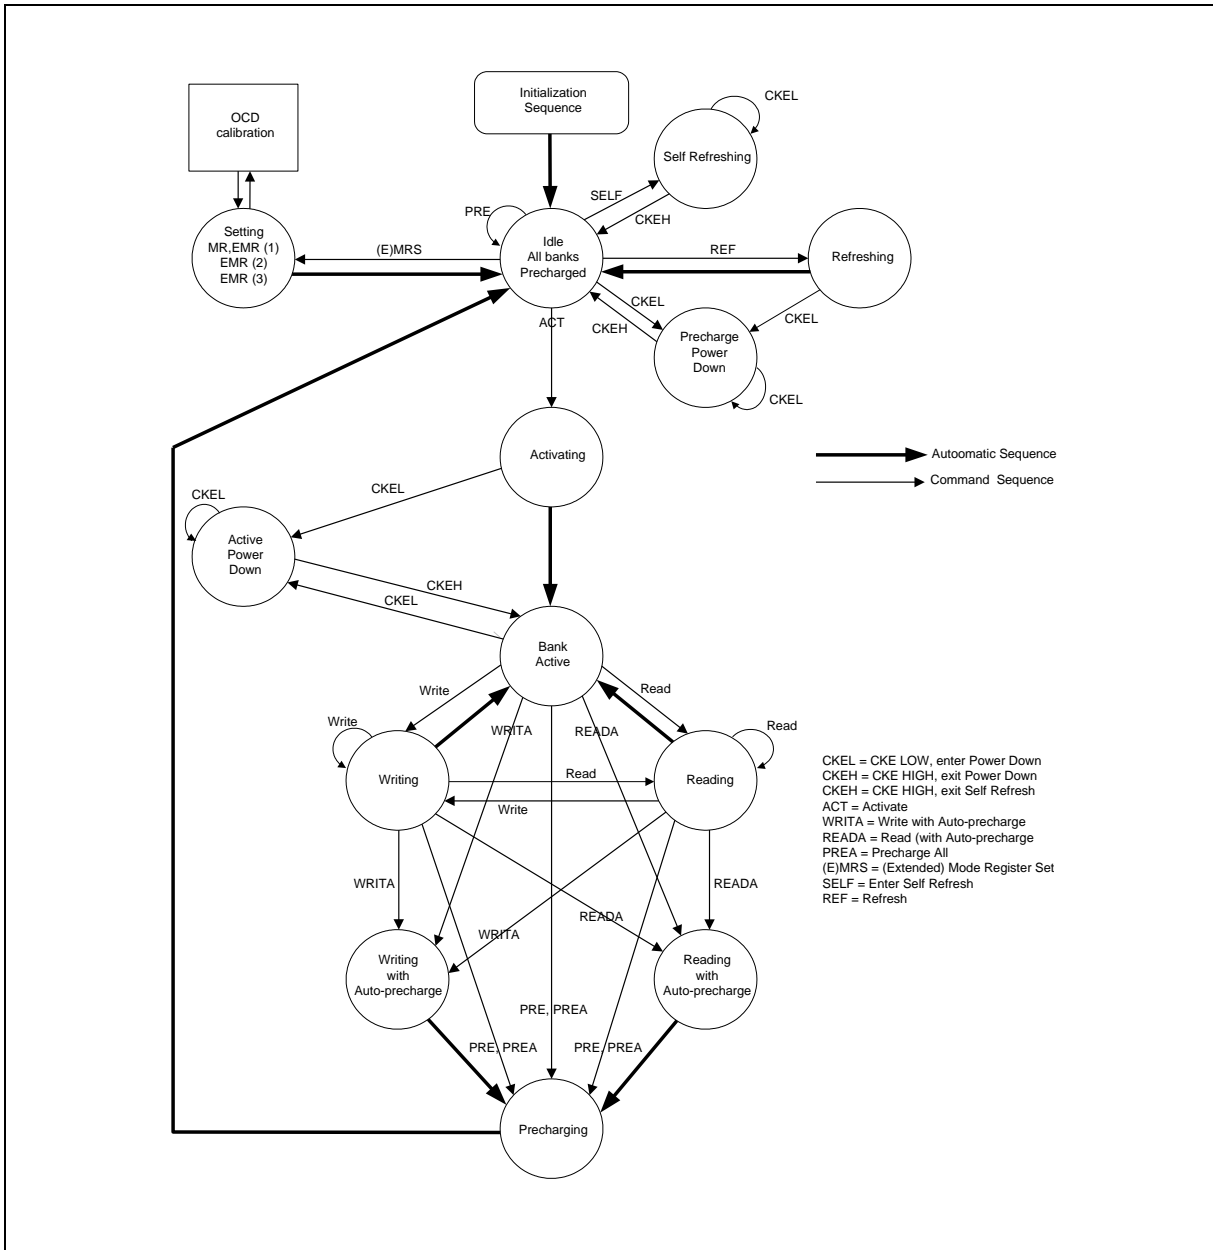 Initialization
Sequence
OCD
calibration
CKEL
Self Refreshing
SELF
CKEH
PRE
Setting
MR,EMR (1)
EMR (2)
EMR (3)
(E)MRS
Idle
All banks
Precharged
REF
Refreshing
CKEL
CKEH
CKEL
ACT
Precharge
Power
Down
CKEL
Activating
Autoomatic Sequence
Command Sequence
CKEL
CKEL
Active
Power
Down
CKEH
CKEL
Bank
Active
Write
Read
Write
WRITA
READA
Read
Writing
Read
Reading
Write
CKEL = CKE LOW, enter Power Down
CKEH = CKE HIGH, exit Power Down
CKEH = CKE HIGH, exit Self Refresh
ACT = Activate
WRITA = Write with Auto-precharge
READA = Read (with Auto-precharge
PREA = Precharge All
(E)MRS = (Extended) Mode Register Set
SELF = Enter Self Refresh
REF = Refresh
WRITA
READA
READA
WRITA
Writing
with
Auto-precharge
Reading
with
Auto-precharge
PRE, PREA
PRE, PREA
PRE, PREA
Precharging